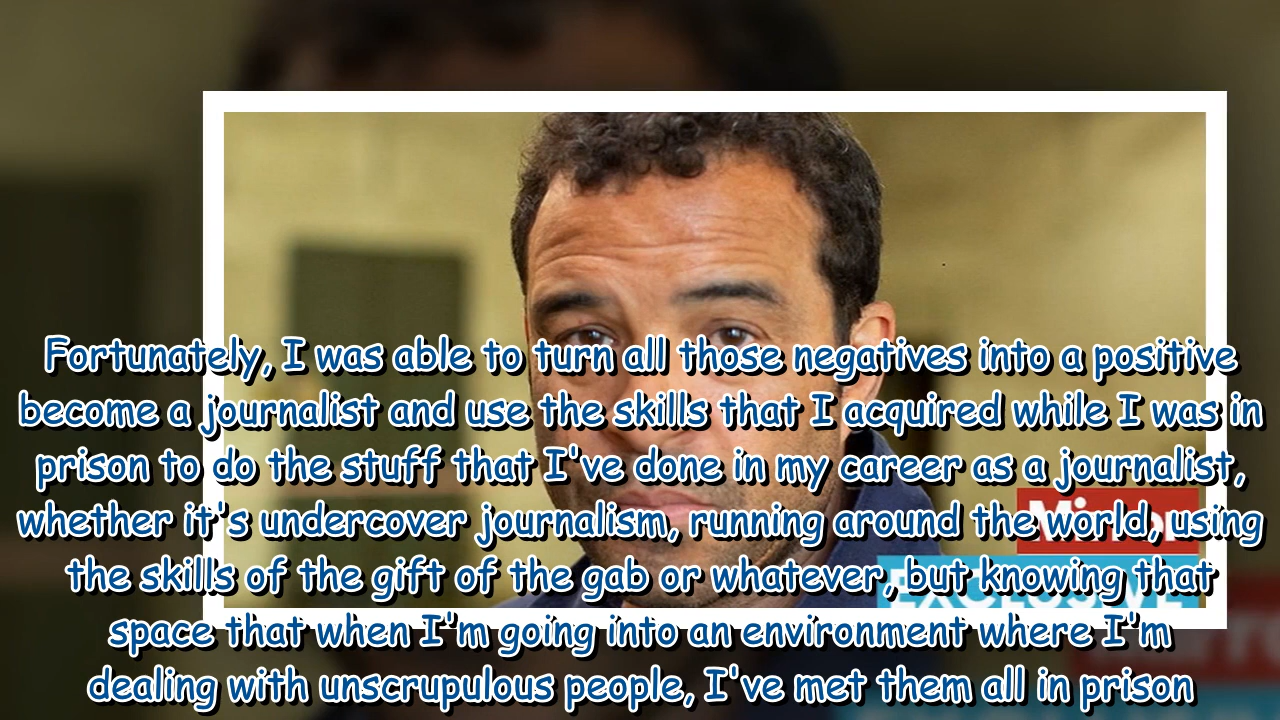 Fortunately, I was able to turn all those negatives into a positive
become a journalist and use the skills that I acquired while I was in
prison to do the stuff that I've done in my career as a journalist,
whether it's undercover journalism, running around the world, using
the skills of the gift of the gab or whatever, but knowing that
space that when I'm going into an environment where I'm
dealing with unscrupulous people, I've met them all in prison
Mirror
EXCLUSIVE